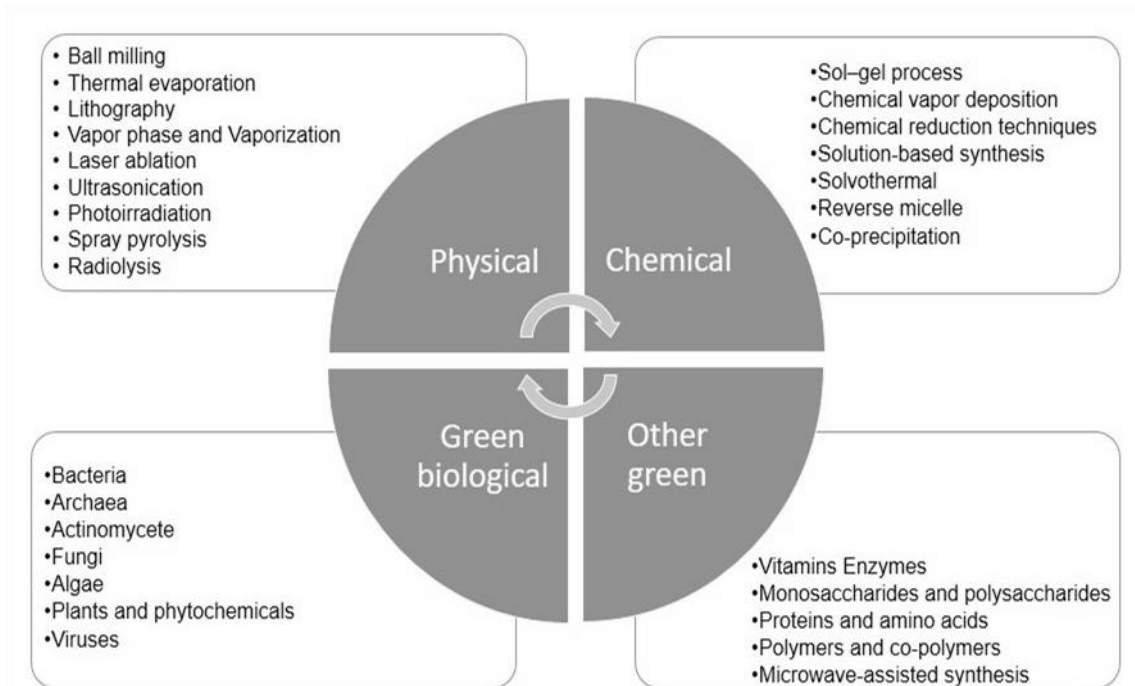 • Ball milling
• Thermal evaporation
• Lithography
• Vapor phase and Vaporization
• Laser ablation
• Ultrasonication
• Photoirradiation
• Spray pyrolysis
• Radiolysis
•Sol–gel process
•Chemical vapor deposition
•Chemical reduction techniques
•Solution-based synthesis
•Solvothermal
•Reverse micelle
•Co-precipitation
Physical
Chemical
Green
biological
Other
green
•Bacteria
•Archaea
•Actinomycete
•Fungi
•Algae
•Plants and phytochemicals
•Viruses
•Vitamins Enzymes
•Monosaccharides and polysaccharides
•Proteins and amino acids
•Polymers and co-polymers
•Microwave-assisted synthesis